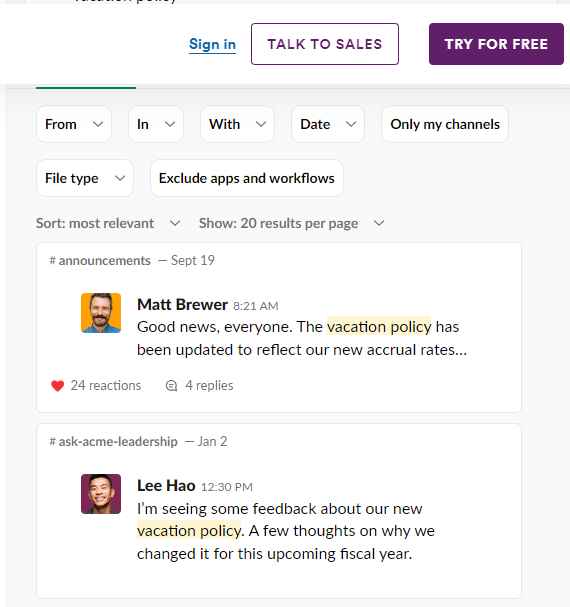 vacation policy
Sign in
TALK TO SALES
TRY FOR FREE
From
In
With
Date
Only my channels
File type
Exclude apps and workflows
Sort: most relevant
Show: 20 results per page
# announcements — Sept 19
Matt Brewer 8:21 AM
Good news, everyone. The vacation policy has
been updated to reflect our new accrual rates...
24 reactions
4 replies
# ask-acme-leadership — Jan 2
Lee Hao 12:30 PM
I'm seeing some feedback about our new
vacation policy. A few thoughts on why we
changed it for this upcoming fiscal year.